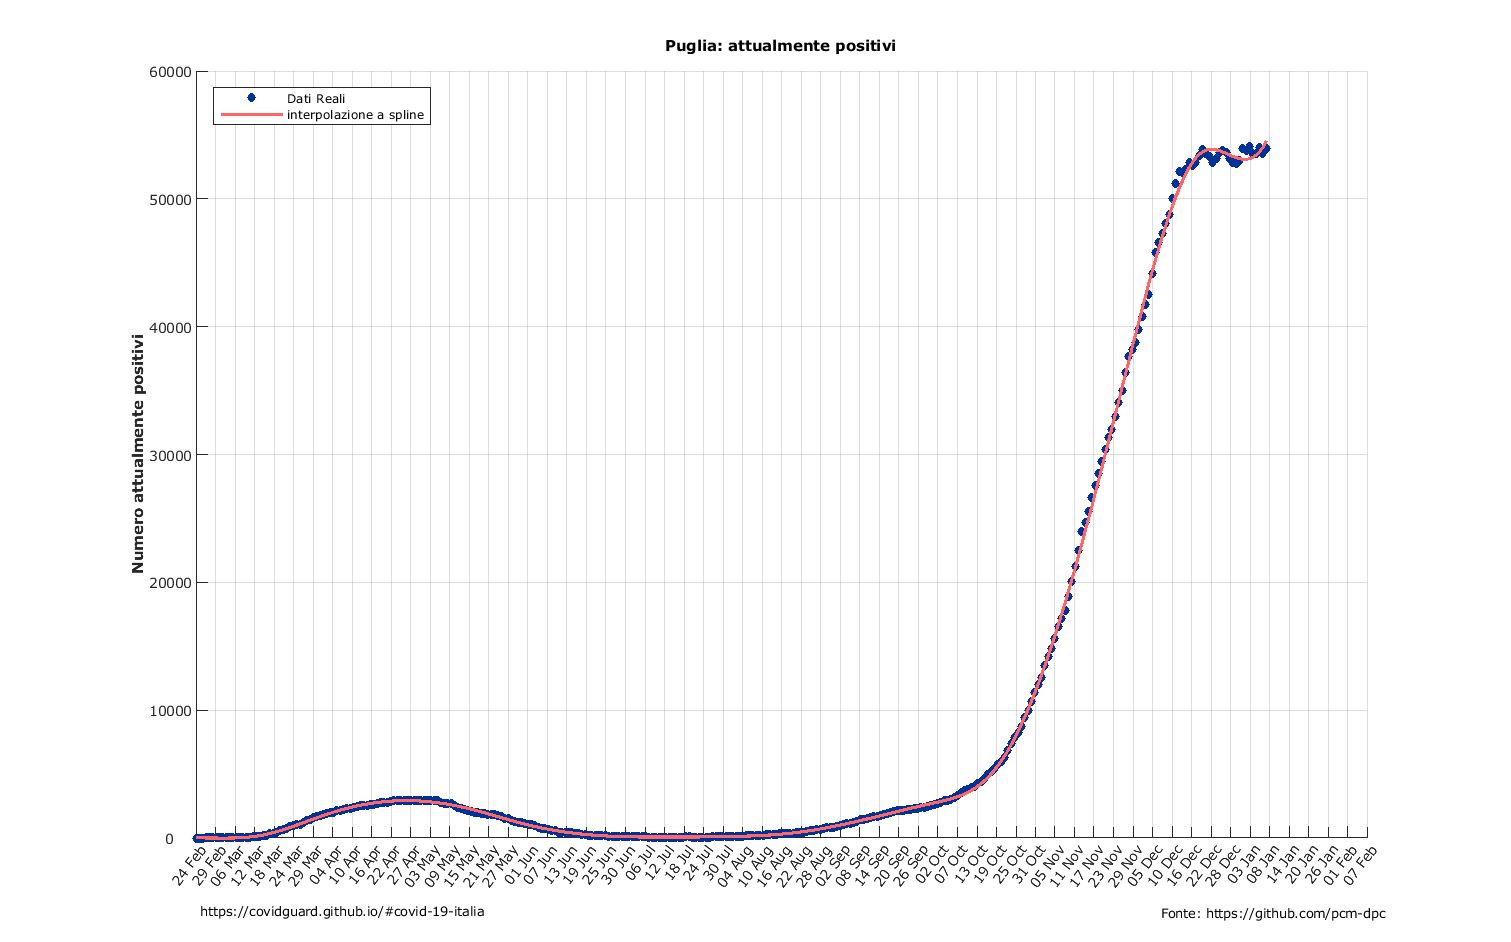 Puglia: attualmente positivi
60000
50000
40000
30000
20000
10000
0
Numero attualmente positivi
Dati Reali
interpolazione a spline
24 Feb
29 Feb
06 Mar
12 Mar
18 Mar
24 Mar
29 Mar
04 Apr
10 Apr
16 Apr
22 Apr
27 Apr
03 May
09 May
15 May
21 May
27 May
01 Jun
07 Jun
13 Jun
19 Jun
25 Jun
30 Jun
06 Jul
12 Jul
18 Jul
24 Jul
30 Jul
04 Aug
10 Aug
16 Aug
22 Aug
28 Aug
02 Sep
08 Sep
14 Sep
20 Sep
26 Sep
02 Oct
07 Oct
13 Oct
19 Oct
25 Oct
31 Oct
05 Nov
11 Nov
17 Nov
23 Nov
29 Nov
05 Dec
10 Dec
16 Dec
22 Dec
28 Dec
03 Jan
08 Jan
14 Jan
20 Jan
26 Jan
01 Feb
07 Feb
https://covidguard.github.io/#covid-19-italia
Fonte: https://github.com/pcm-dpc